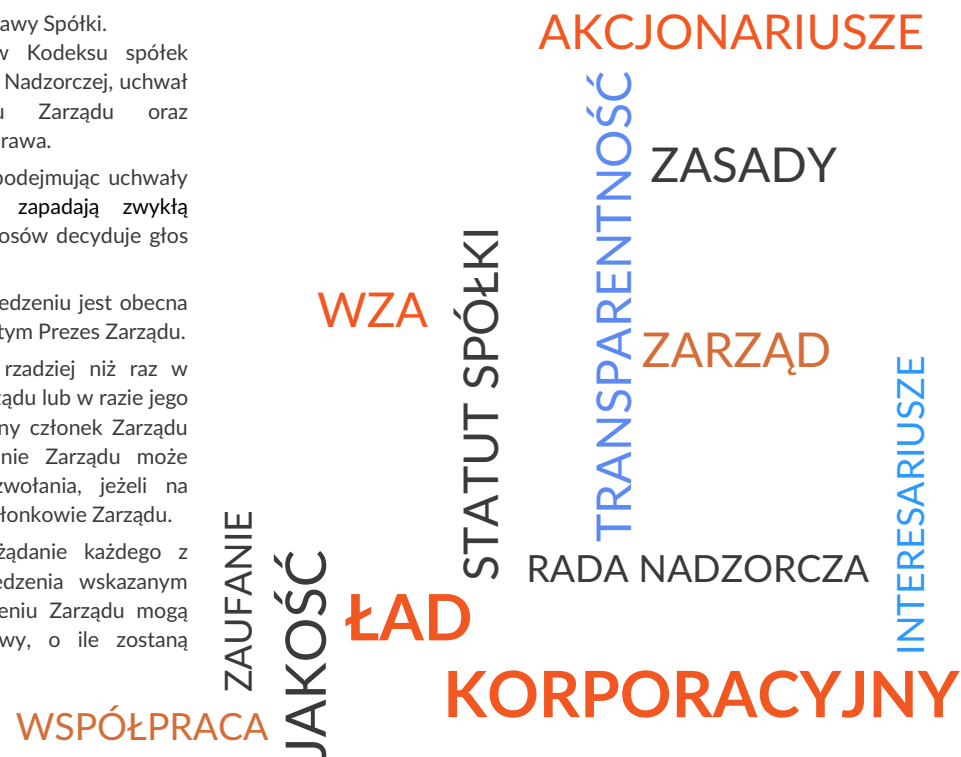 awy Spółki.
w Kodeksu spółek
Nadzorczej, uchwał
u Zarządu oraz
rawa.
podejmując uchwały
zapadają zwykłą
osów decyduje głos
edzeniu jest obecna
tym Prezes Zarządu.
rzadziej niż raz w
ządu lub w razie jego
ny członek Zarządu
nie Zarządu może
zwołania, jeżeli na
łonkowie Zarządu.
żądanie każdego z
edzenia wskazanym
eniu Zarządu mogą
wy, o ile zostaną
AKCJONARIUSZE
TRANSPARENTNOŚĆ
ZASADY
STATUT SPÓŁKI
WZA
ZARZĄD
INTERESARIUSZE
ZAUFANIE
JAKOŚĆ
RADA NADZORCZA
ŁAD
KORPORACYJNY
WSPÓŁPRACA